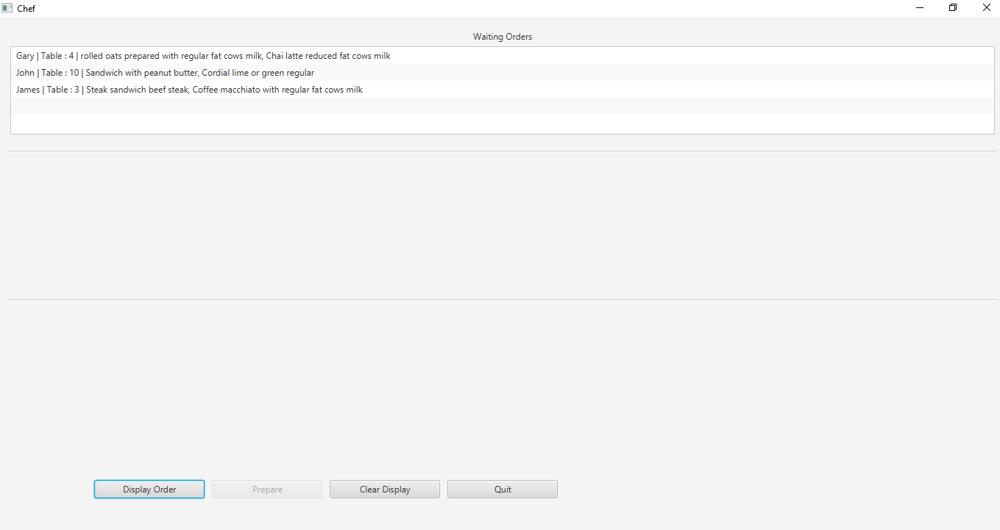 Chef
Waiting Orders
Gary | Table : 4 | rolled oats prepared with regular fat cows milk, Chai latte reduced fat cows milk
John | Table : 10 | Sandwich with peanut butter, Cordial lime or green regular
James | Table : 3 | Steak sandwich beef steak, Coffee macchiato with regular fat cows milk
Display Order Prepare Clear Display Quit